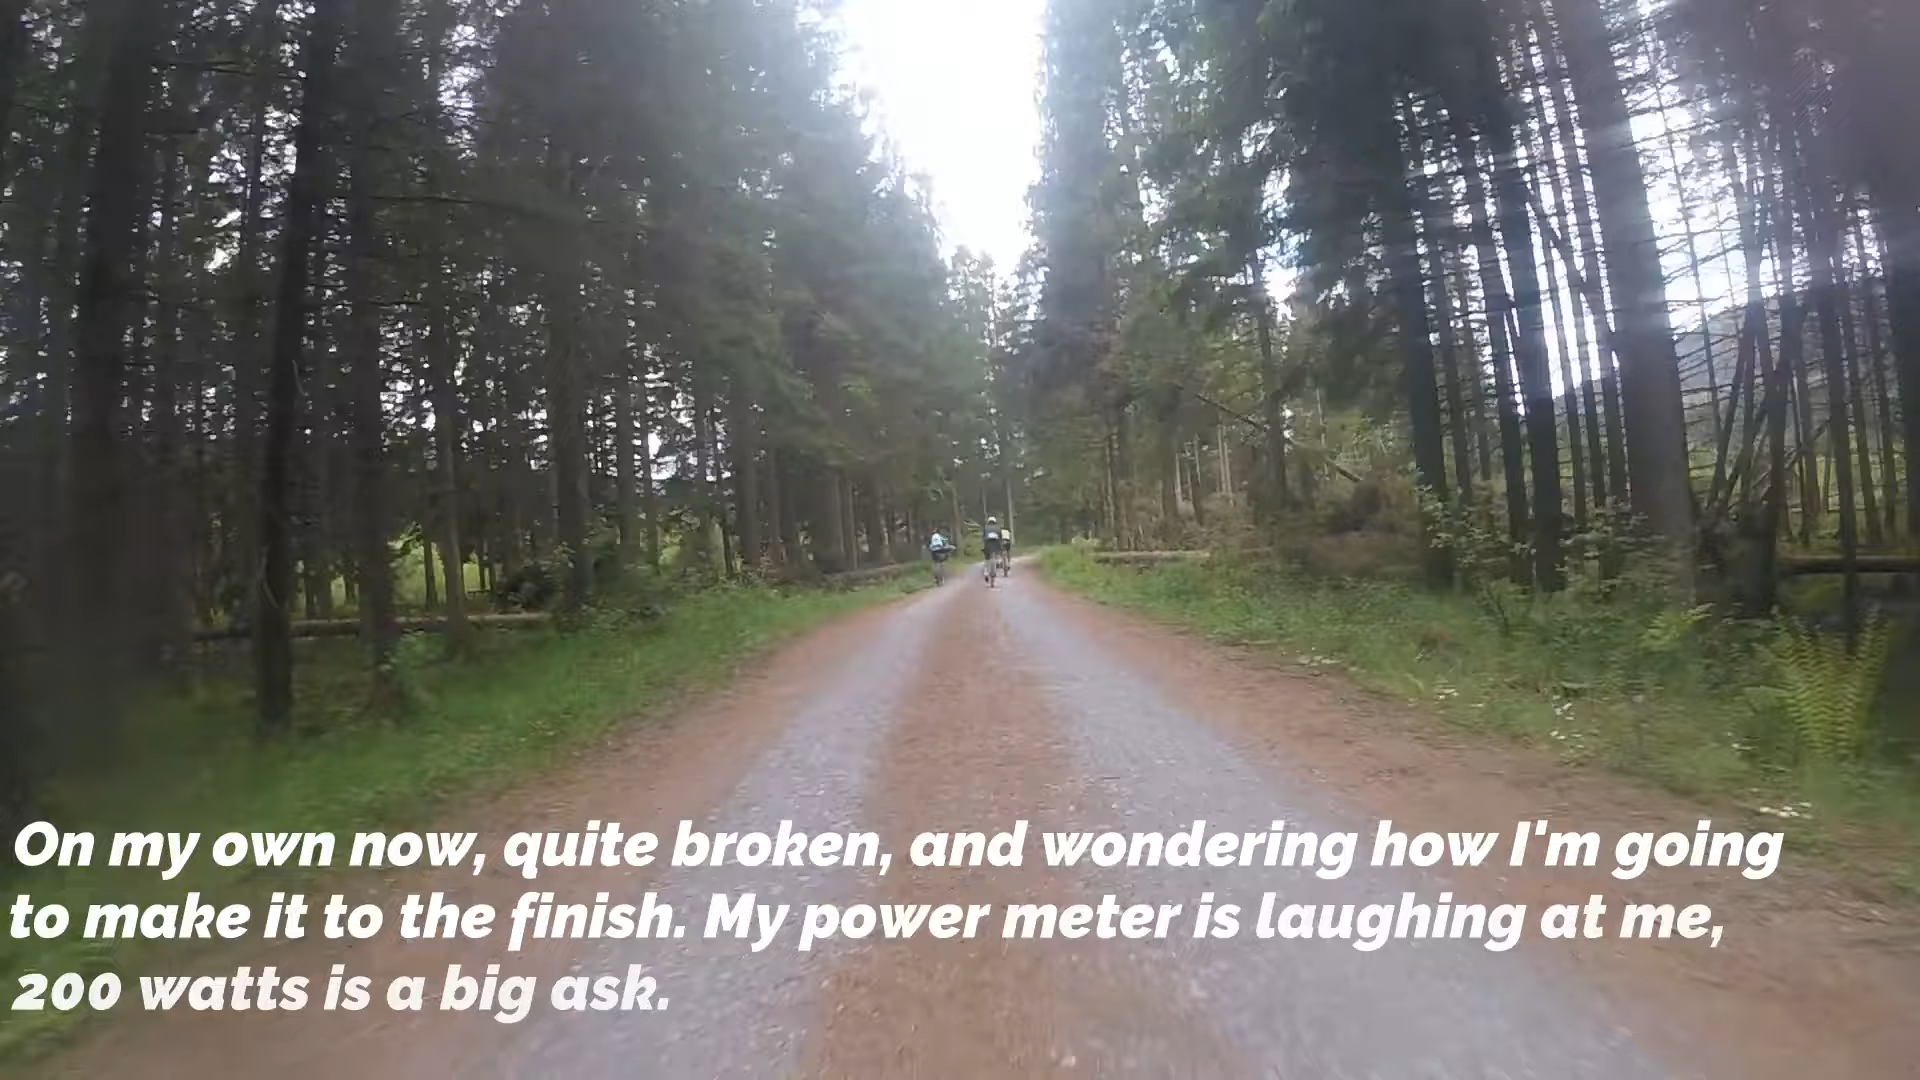 On my own now, quite broken, and wondering how I'm going
to make it to the finish. My power meter is laughing at me,
200 watts is a big ask.